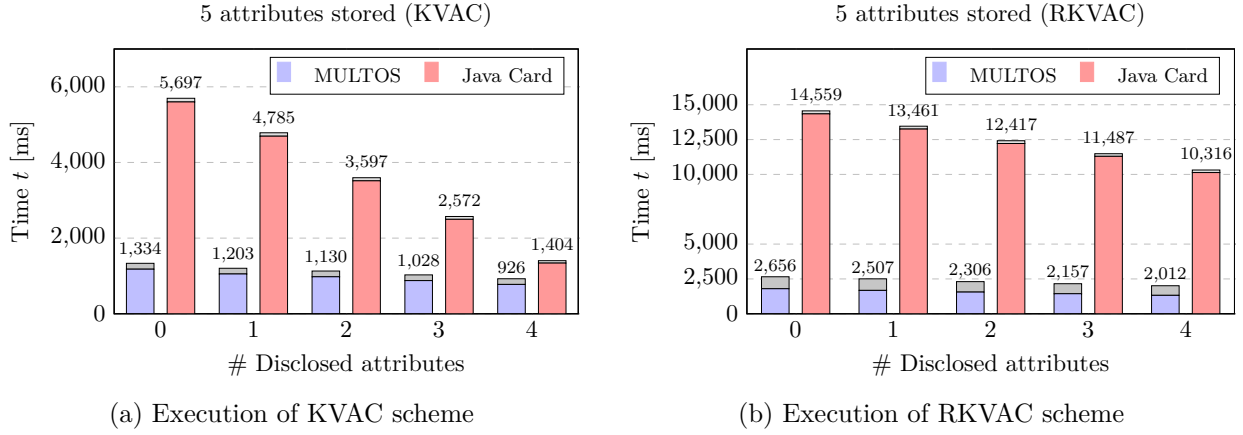 5 attributes stored (KVAC)
Time t [ms]
6,000
4,000
2,000
0
MULTOS
Java Card
5,697
4,785
3,597
2,572
1,404
1,334
1,203
1,130
1,028
926
0 1 2 3 4
# Disclosed attributes
(a) Execution of KVAC scheme
5 attributes stored (RKVAC)
Time t [ms]
15,000
12,500
10,000
5,000
2,500
0
MULTOS
Java Card
14,559
13,461
12,417
11,487
10,316
2,656
2,507
2,306
2,157
2,012
0 1 2 3 4
# Disclosed attributes
(b) Execution of RKVAC scheme